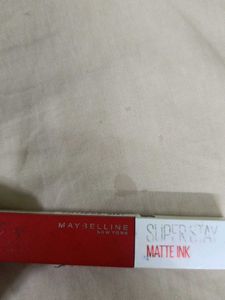 MAYBELLINE
NEW YORK
SUPER STAY
MATTE INK